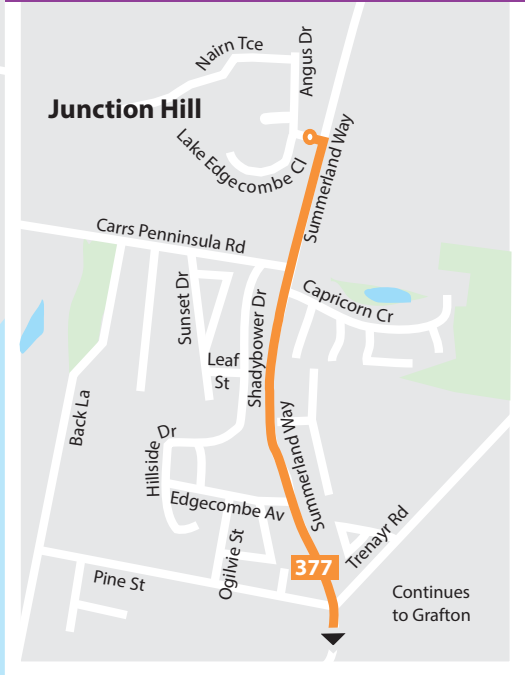 Nairn Tce
Angus Dr
Junction Hill
Lake Edgecombe Cl
Summerland Way
Carrs Penninsula Rd
Sunset Dr
Shadybower Dr
Capricorn Cr
Leaf
St
Back La
Hillside Dr
Summerland Way
Edgecombe Av
Ogilvie St
Trenayr Rd
377
Pine St
Continues
to Grafton